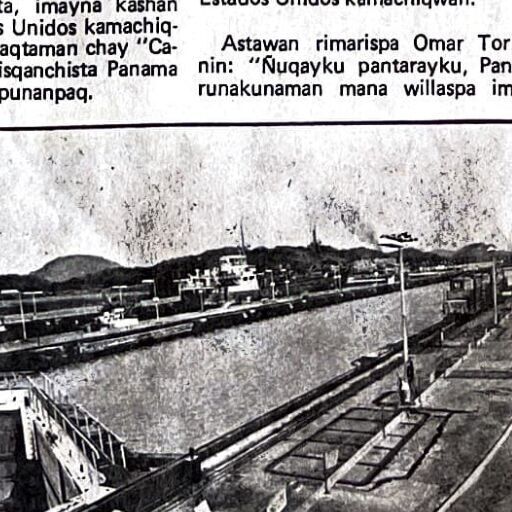 ta, imayna kashan
s Unidos kamachiq-
aqtaman chay "Ca-
isqanchista Panama
punanpaq.
Estados Unidos kamachiqwan.
Astawan rimarispa Omar Tor
nin: "Ñuqayku pantarayku, Pan
runakunaman mana willaspa im